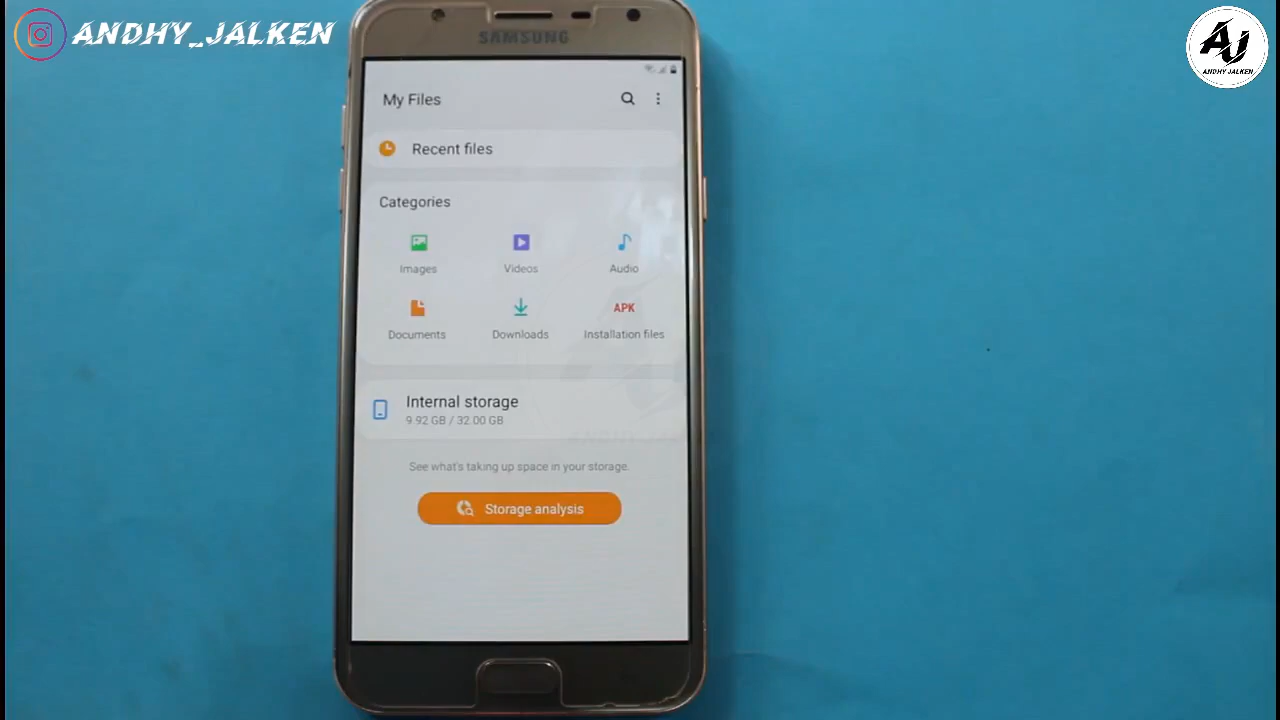 ANDHY_JALKEN
AJ
ANDHY JALKEN
SAMSUNG
My Files
Recent files
Categories
Images
Videos
Audio
Documents
Downloads
APK
Installation files
Internal storage
9.92 GB / 32.00 GB
See what's taking up space in your storage.
Storage analysis